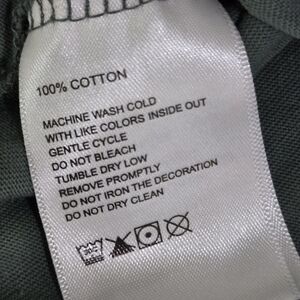 100% COTTON
MACHINE WASH COLD
WITH LIKE COLORS INSIDE OUT
GENTLE CYCLE
DO NOT BLEACH
TUMBLE DRY LOW
REMOVE PROMPTLY
DO NOT IRON THE DECORATION
DO NOT DRY CLEAN